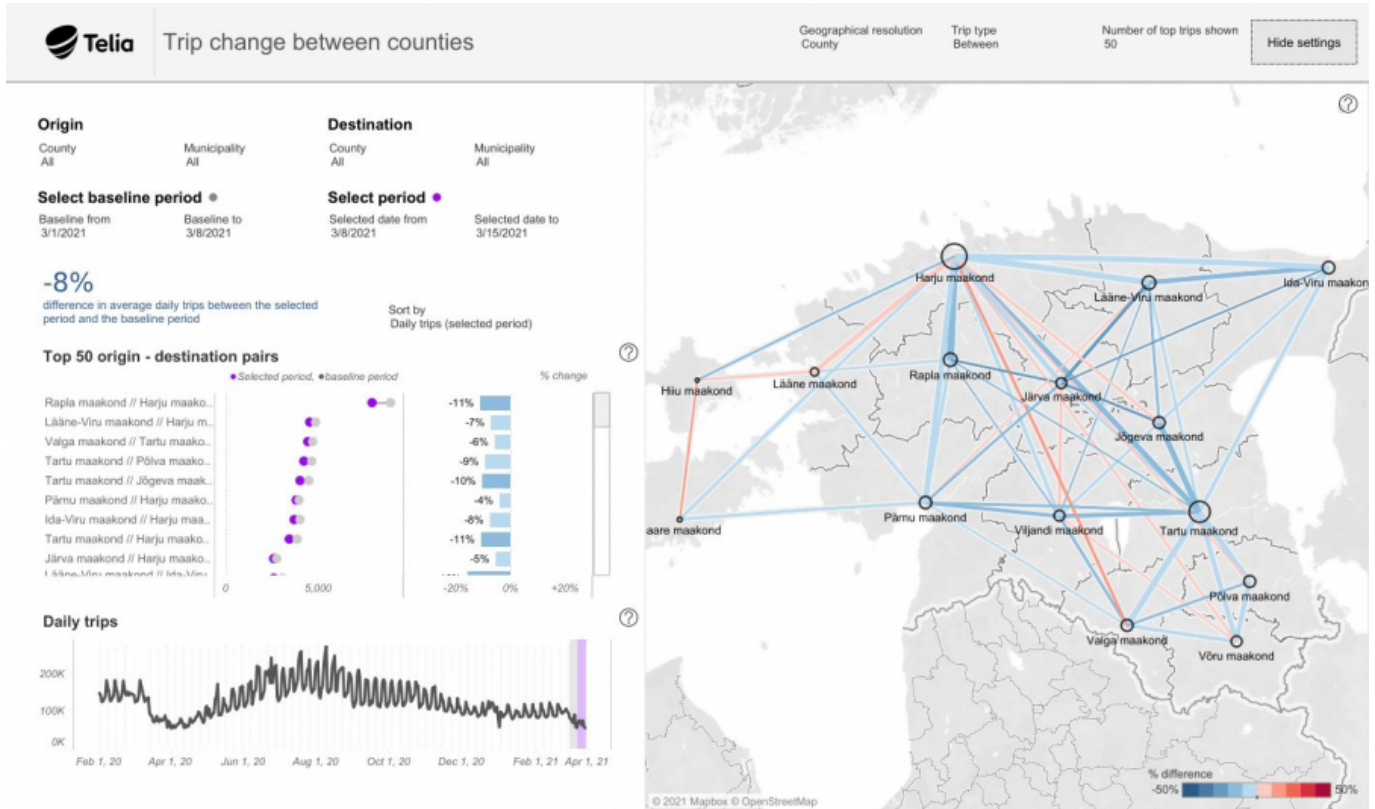 Telia
Trip change between counties
Geographical resolution
County
Trip type
Between
Number of top trips shown
50
Hide settings
Origin
County
All
Municipality
All
Destination
County
All
Municipality
All
Select baseline period
Baseline from
3/1/2021
Baseline to
3/8/2021
Select period
Selected date from
3/8/2021
Selected date to
3/15/2021
-8%
difference in average daily trips between the selected
period and the baseline period
Sort by
Daily trips (selected period)
Top 50 origin - destination pairs
Selected period, baseline period
% change
Rapla maakond // Harju maako.. -11%
Lääne-Viru maakond // Harju m.. -7%
Valga maakond // Tartu maako.. -6%
Tartu maakond // Põlva maako.. -9%
Tartu maakond // Jõgeva maak.. -10%
Pärnu maakond // Harju maako.. -4%
Ida-Viru maakond // Harju maa.. -8%
Tartu maakond // Harju maako.. -11%
Järva maakond // Harju maako.. -5%
Lääne-Viru maakond // Ida-Viru
0 5,000 -20% 0% +20%
Daily trips
200K
100K
0K
Feb 1, 20 Apr 1, 20 Jun 1, 20 Aug 1, 20 Oct 1, 20 Dec 1, 20 Feb 1, 21 Apr 1, 21
?
?
?
Harju maakond
Ida-Viru maakon
Lääne-Viru maakond
Rapla maakond
Lääne maakond
Hiiu maakond
Järva maakond
Jõgeva maakond
Pärnu maakond
Viljandi maakond
Tartu maakond
aare maakond
Põlva maakond
Valga maakond
Võru maakond
% difference
-50% 50%
© 2021 Mapbox © OpenStreetMap